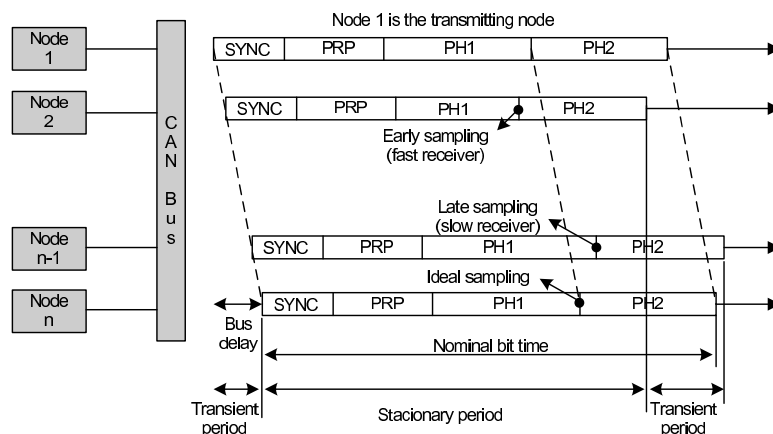 Node 1 is the transmitting node
Node
1
SYNC PRP PH1 PH2
Node
2
SYNC PRP PH1 PH2
Early sampling
(fast receiver)
CAN Bus
Late sampling
(slow receiver)
Node
n-1
SYNC PRP PH1 PH2
Ideal sampling
Node
n
SYNC PRP PH1 PH2
Bus
delay
Nominal bit time
Transient
period
Stacionary period
Transient
period